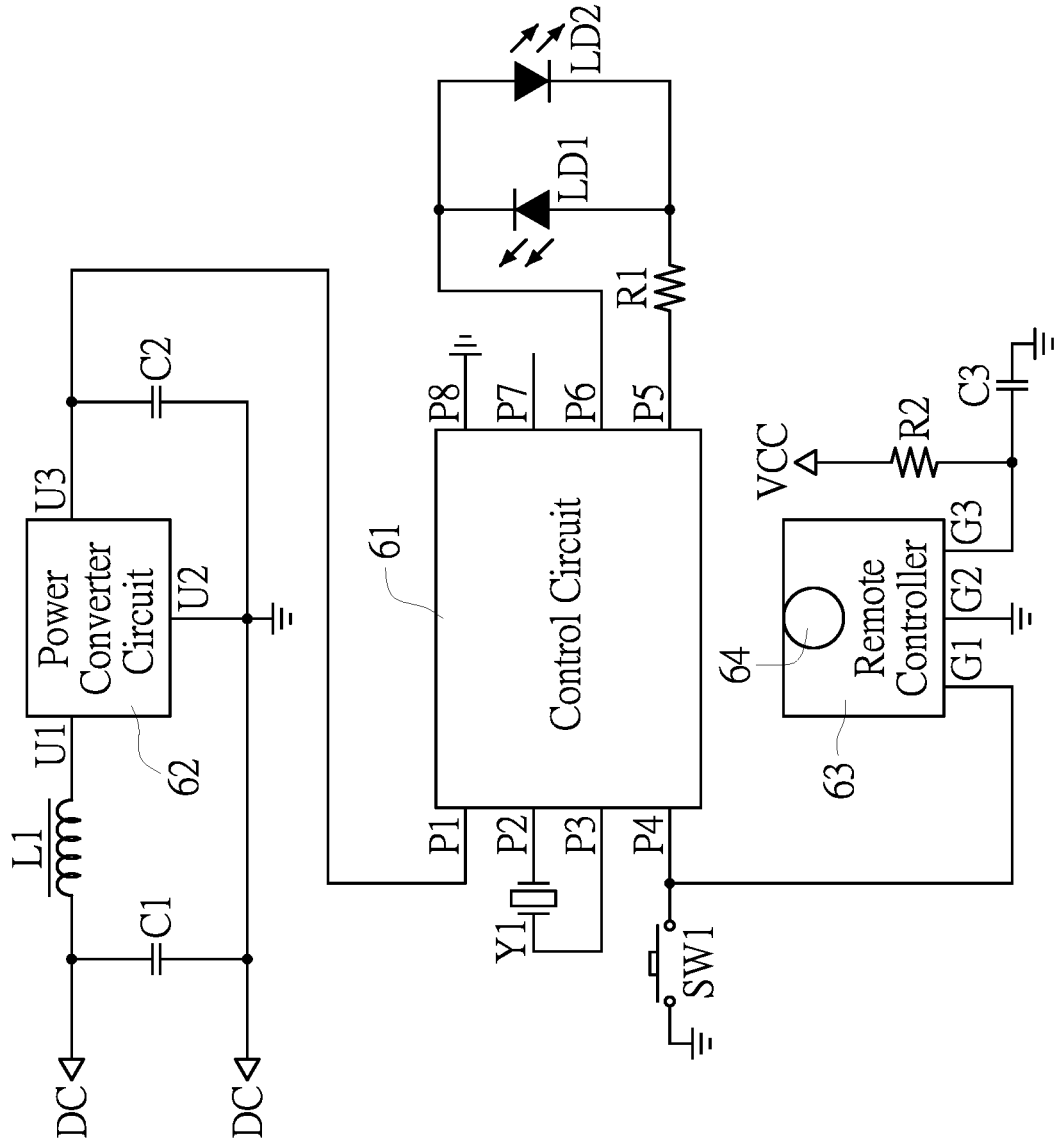 DC
DC
C1
L1
U1
62
Power
Converter
Circuit
U2
U3
C2
61
Control Circuit
P1
P2
P3
P4
P8
P7
P6
P5
Y1
SW1
R1
LD1
LD2
64
63
Remote
Controller
G1
G2
G3
VCC
R2
C3